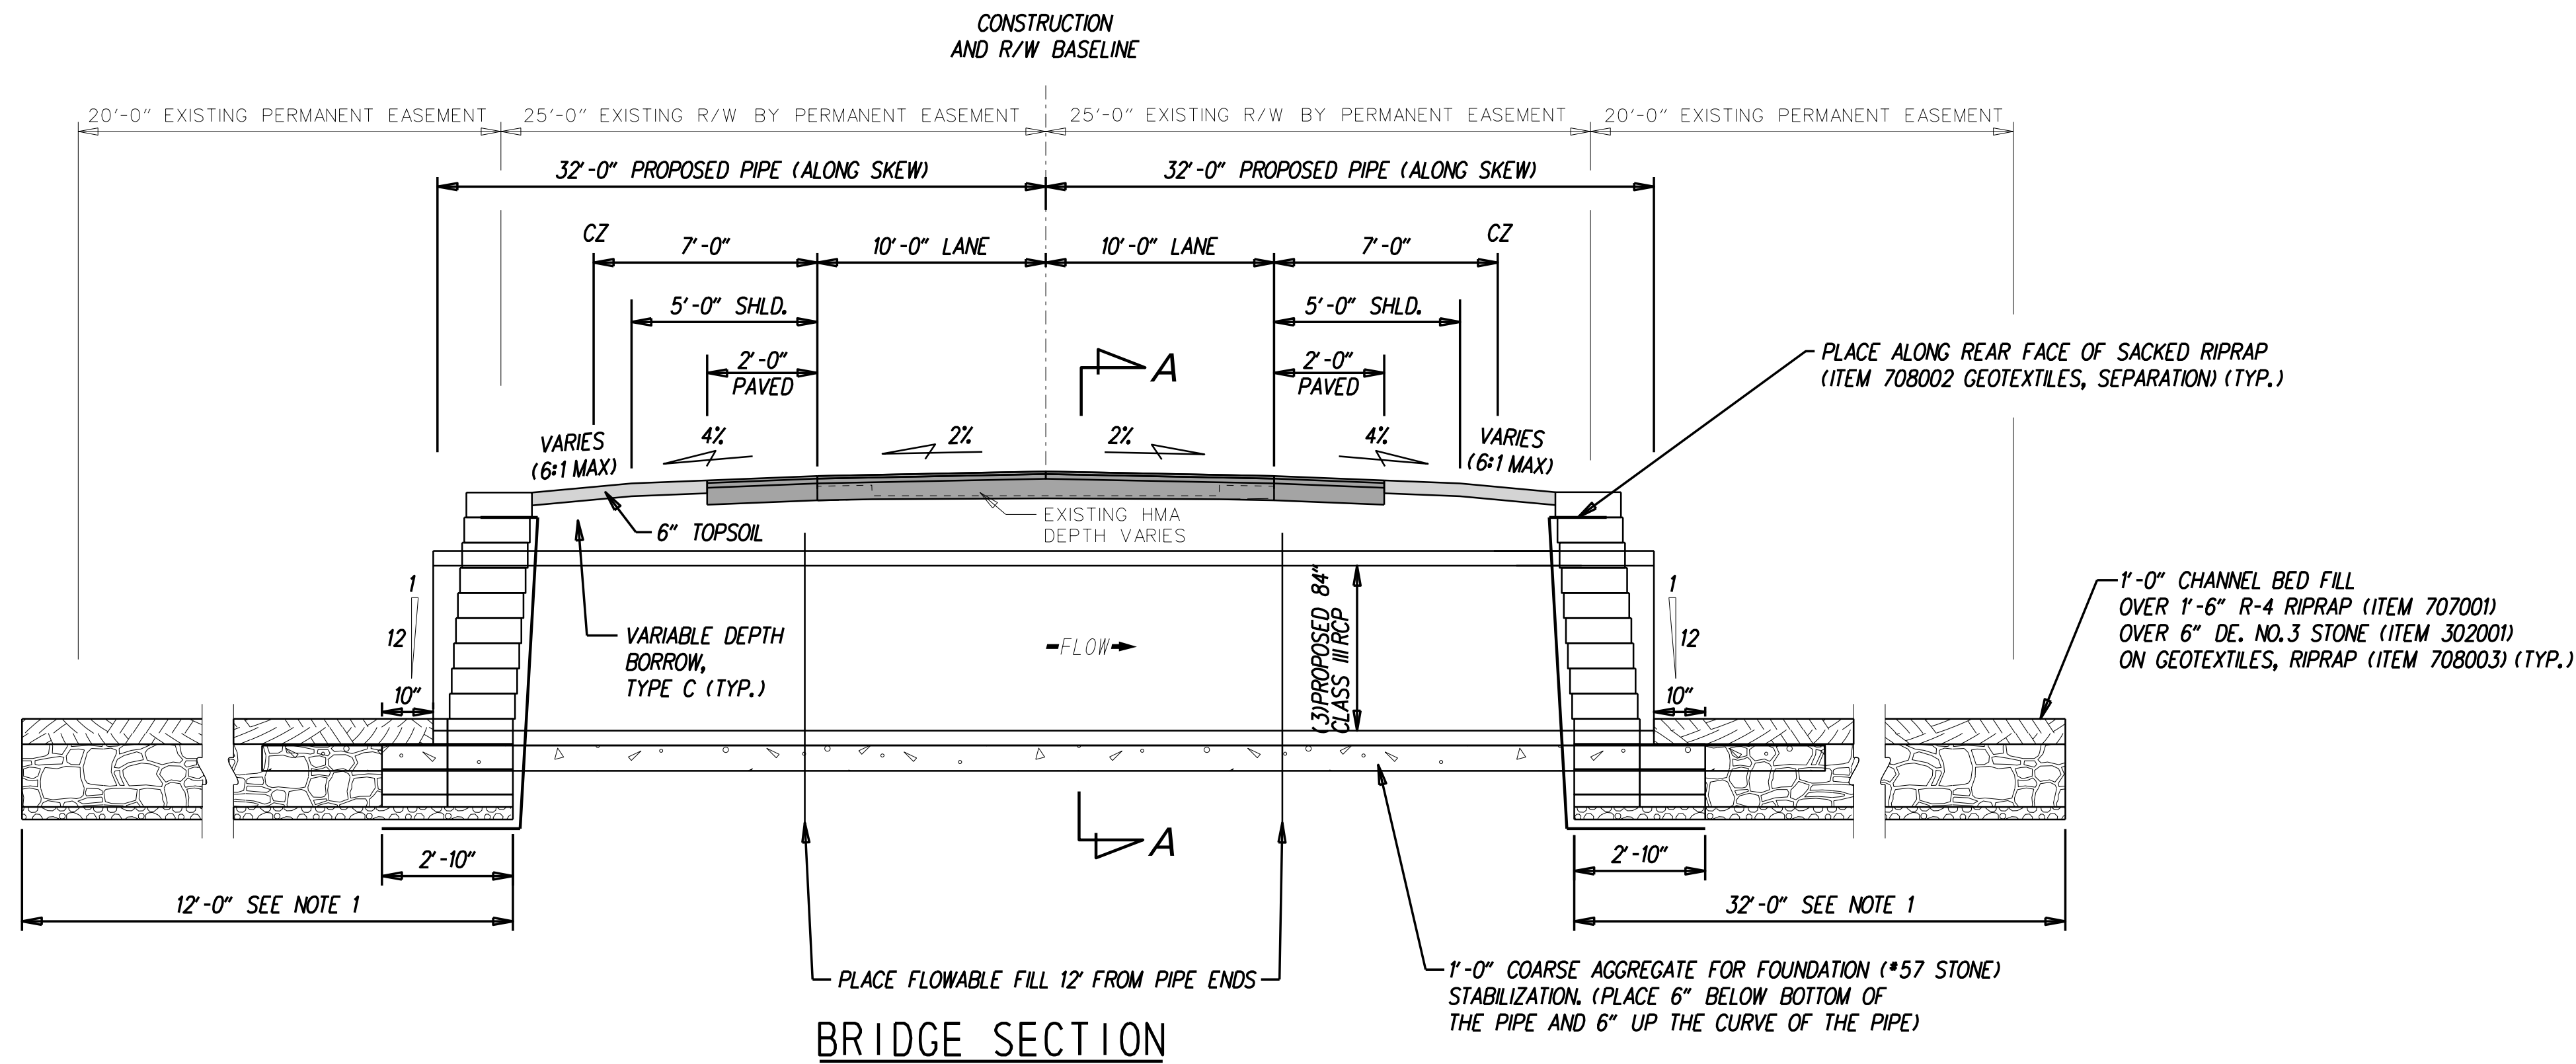 CONSTRUCTION
AND R/W BASELINE
20'-0" EXISTING PERMANENT EASEMENT
25'-0" EXISTING R/W BY PERMANENT EASEMENT
25'-0" EXISTING R/W BY PERMANENT EASEMENT
20'-0" EXISTING PERMANENT EASEMENT
32'-0" PROPOSED PIPE (ALONG SKEW)
32'-0" PROPOSED PIPE (ALONG SKEW)
CZ
7'-0"
10'-0" LANE
10'-0" LANE
7'-0"
CZ
5'-0" SHLD.
5'-0" SHLD.
2'-0"
PAVED
A
2'-0"
PAVED
PLACE ALONG REAR FACE OF SACKED RIPRAP
(ITEM 708002 GEOTEXTILES, SEPARATION) (TYP.)
VARIES
(6:1 MAX)
4%
2%
2%
4%
VARIES
(6:1 MAX)
6" TOPSOIL
EXISTING HMA
DEPTH VARIES
1
12
10"
VARIABLE DEPTH
BORROW,
TYPE C (TYP.)
FLOW
(3)PROPOSED 84"
CLASS III RCP
1
12
10"
1'-0" CHANNEL BED FILL
OVER 1'-6" R-4 RIPRAP (ITEM 707001)
OVER 6" DE. NO.3 STONE (ITEM 302001)
ON GEOTEXTILES, RIPRAP (ITEM 708003) (TYP.)
A
2'-10"
2'-10"
12'-0" SEE NOTE 1
32'-0" SEE NOTE 1
PLACE FLOWABLE FILL 12' FROM PIPE ENDS
1'-0" COARSE AGGREGATE FOR FOUNDATION (#57 STONE)
STABILIZATION. (PLACE 6" BELOW BOTTOM OF
THE PIPE AND 6" UP THE CURVE OF THE PIPE)
BRIDGE SECTION